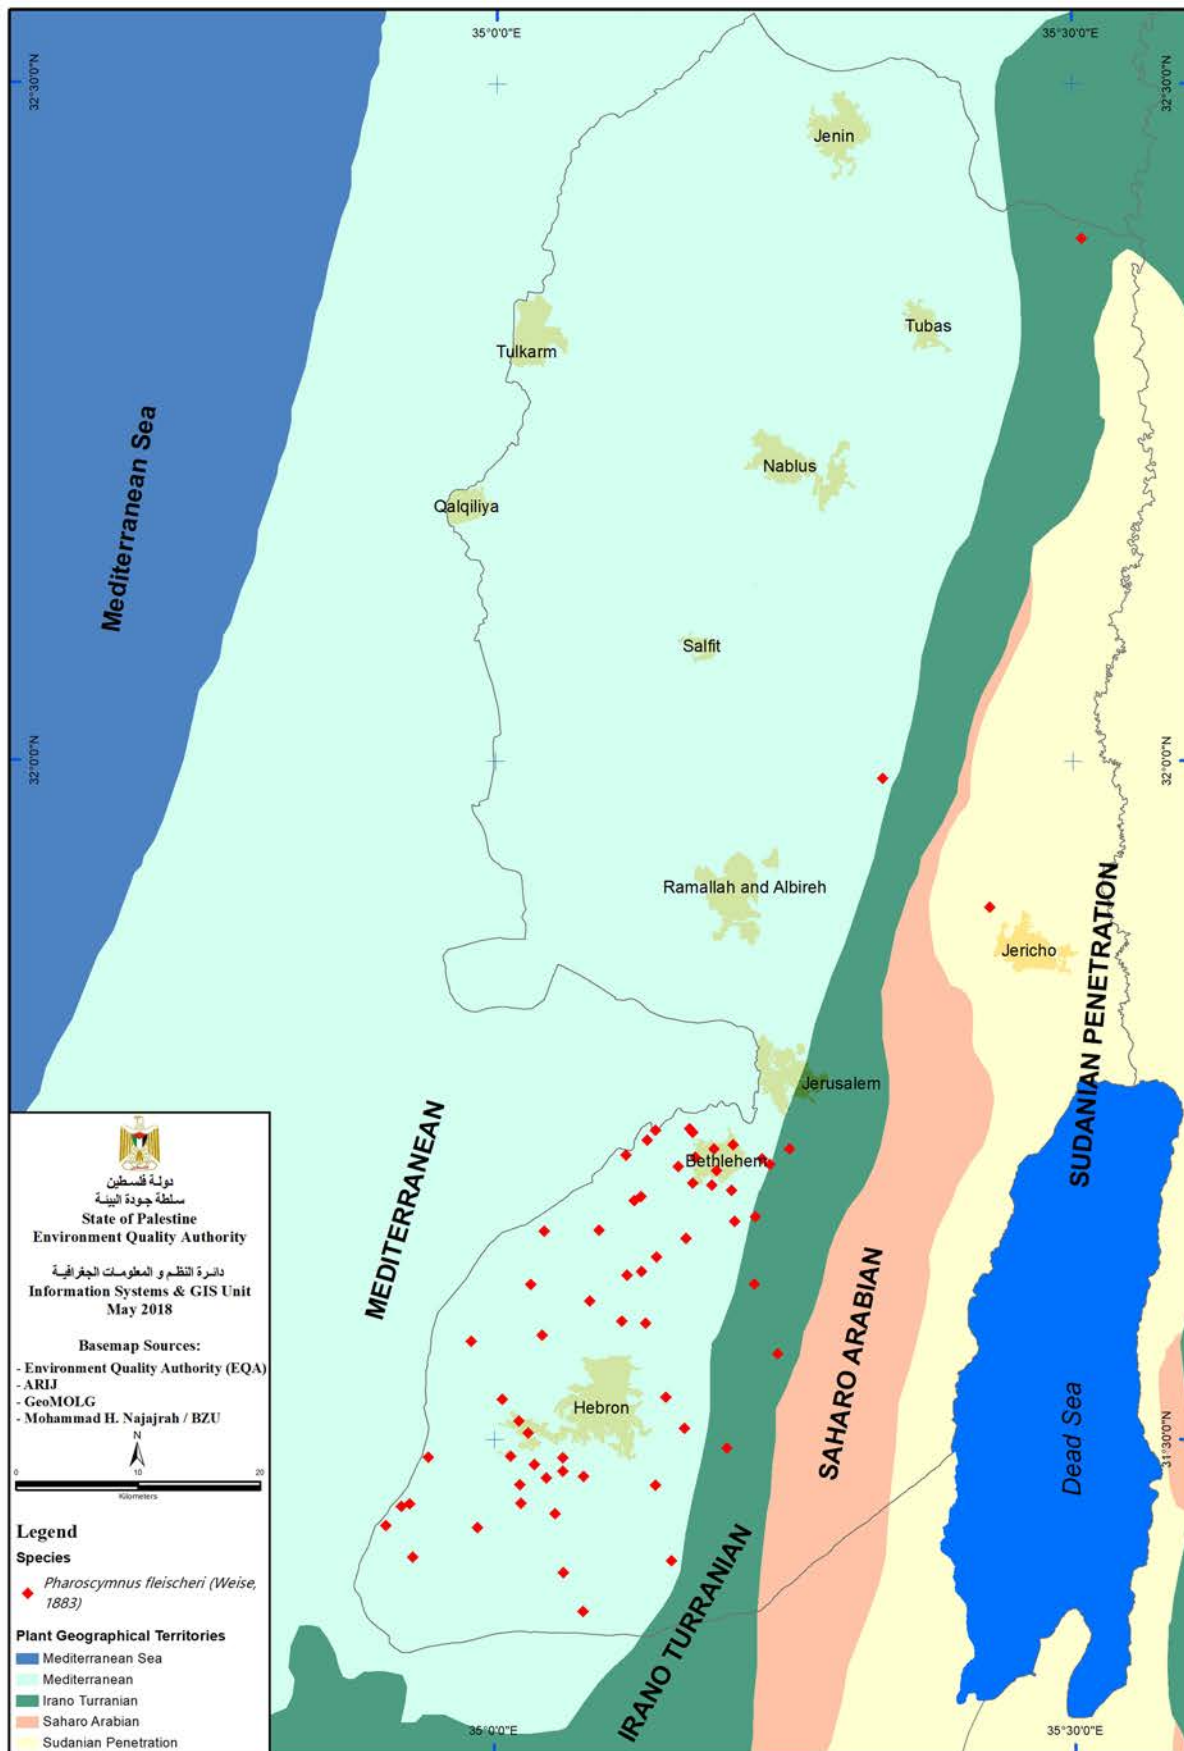 35°0'0"E
35°30'0"E
32°30'0"N
32°30'0"N
Jenin
Tulkarm
Tubas
Mediterranean Sea
Nablus
Qalqiliya
Salfit
32°0'0"N
32°0'0"N
Ramallah and Albireh
Jericho
SUDANIAN PENETRATION
Jerusalem
MEDITERRANEAN
Bethlehem
SAHARO ARABIAN
Hebron
Dead Sea
31°30'0"N
IRANO TURRANIAN
35°0'0"E
35°30'0"E
دولة فلسطين
سلطة جودة البيئة
State of Palestine
Environment Quality Authority
دائرة النظم و المعلومات الجغرافية
Information Systems & GIS Unit
May 2018
Basemap Sources:
- Environment Quality Authority (EQA)
- ARIJ
- GeoMOLG
- Mohammad H. Najajrah / BZU
N
0 10 20
Kilometers
Legend
Species
Pharoscymnus fleischeri (Weise,
1883)
Plant Geographical Territories
Mediterranean Sea
Mediterranean
Irano Turranian
Saharo Arabian
Sudanian Penetration